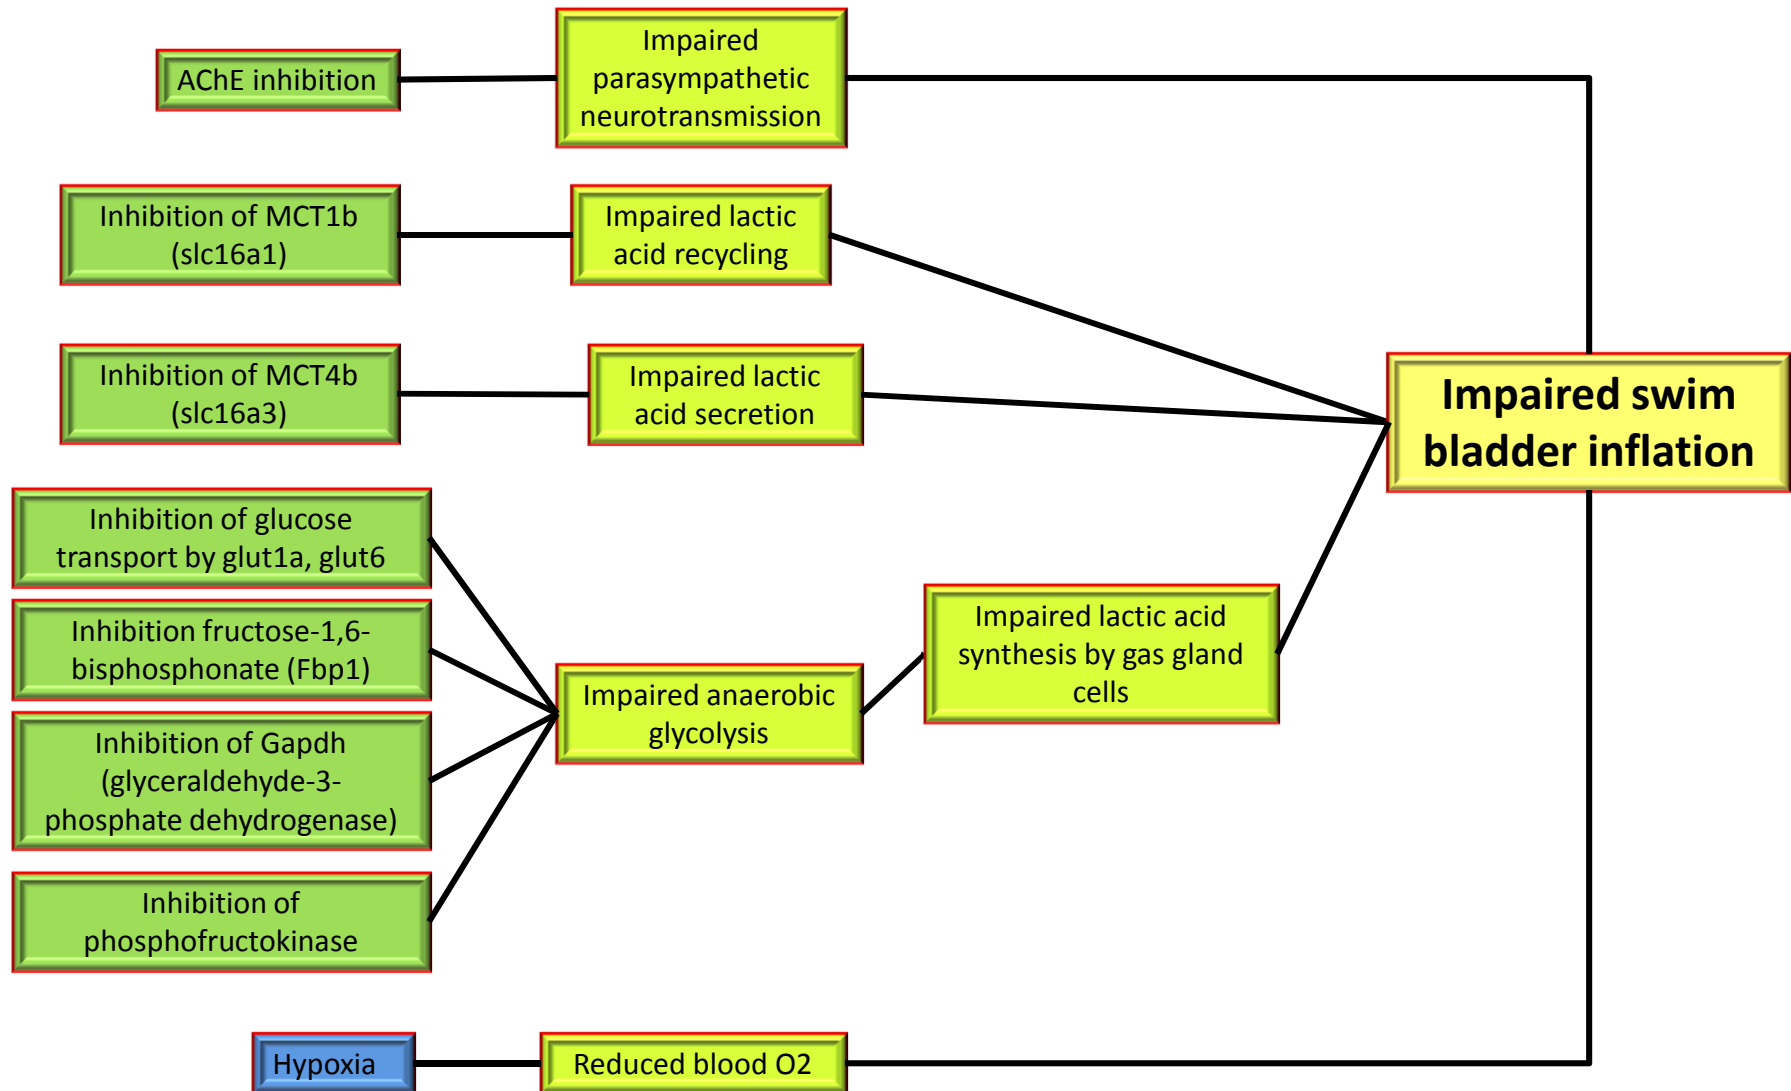 AChE inhibition
Impaired
parasympathetic
neurotransmission
Inhibition of MCT1b
(slc16a1)
Impaired lactic
acid recycling
Inhibition of MCT4b
(slc16a3)
Impaired lactic
acid secretion
Impaired swim
bladder inflation
Inhibition of glucose
transport by glut1a, glut6
Inhibition fructose-1,6-
bisphosphonate (Fbp1)
Inhibition of Gapdh
(glyceraldehyde-3-
phosphate dehydrogenase)
Inhibition of
phosphofructokinase
Impaired anaerobic
glycolysis
Impaired lactic acid
synthesis by gas gland
cells
Hypoxia
Reduced blood O2